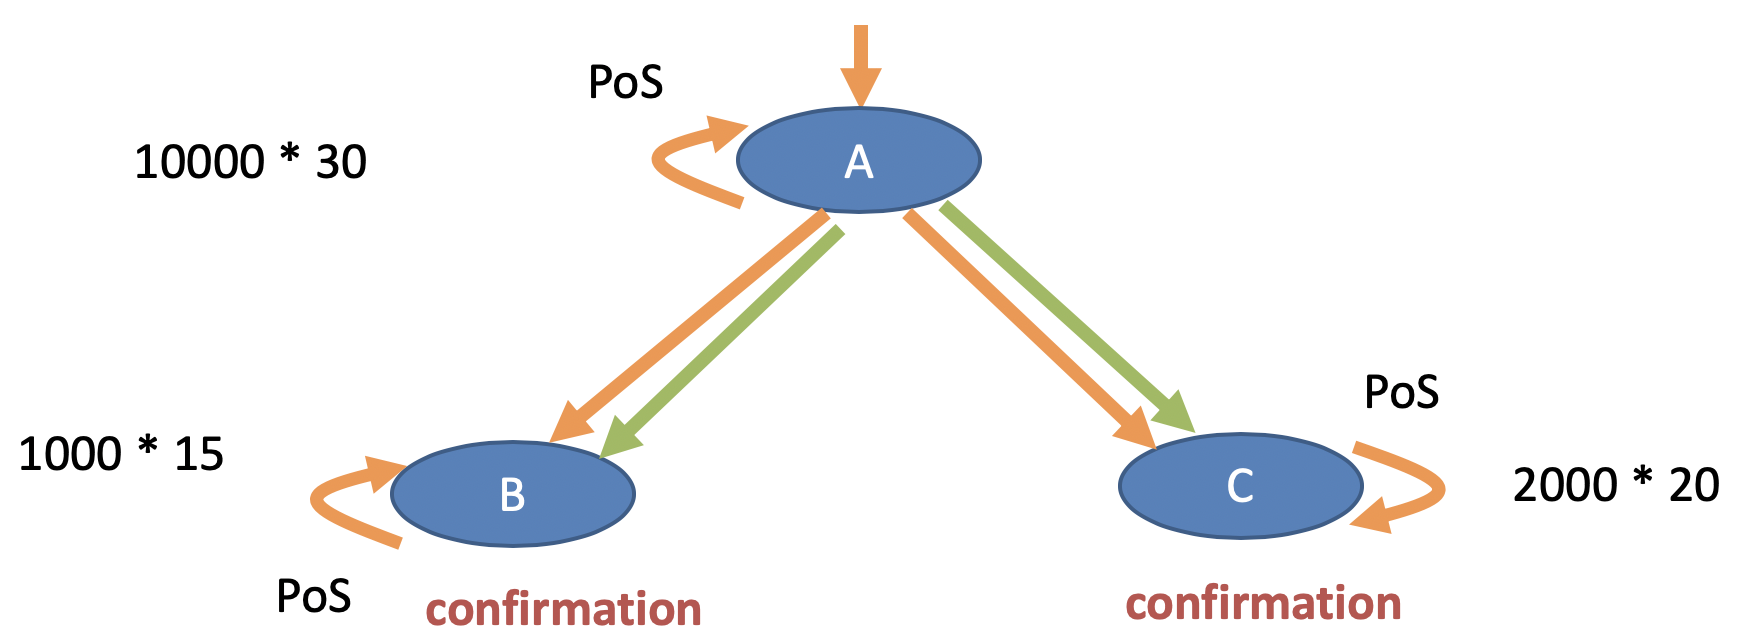 PoS
10000 * 30
A
PoS
1000 * 15
B
C
2000 * 20
PoS
confirmation
confirmation